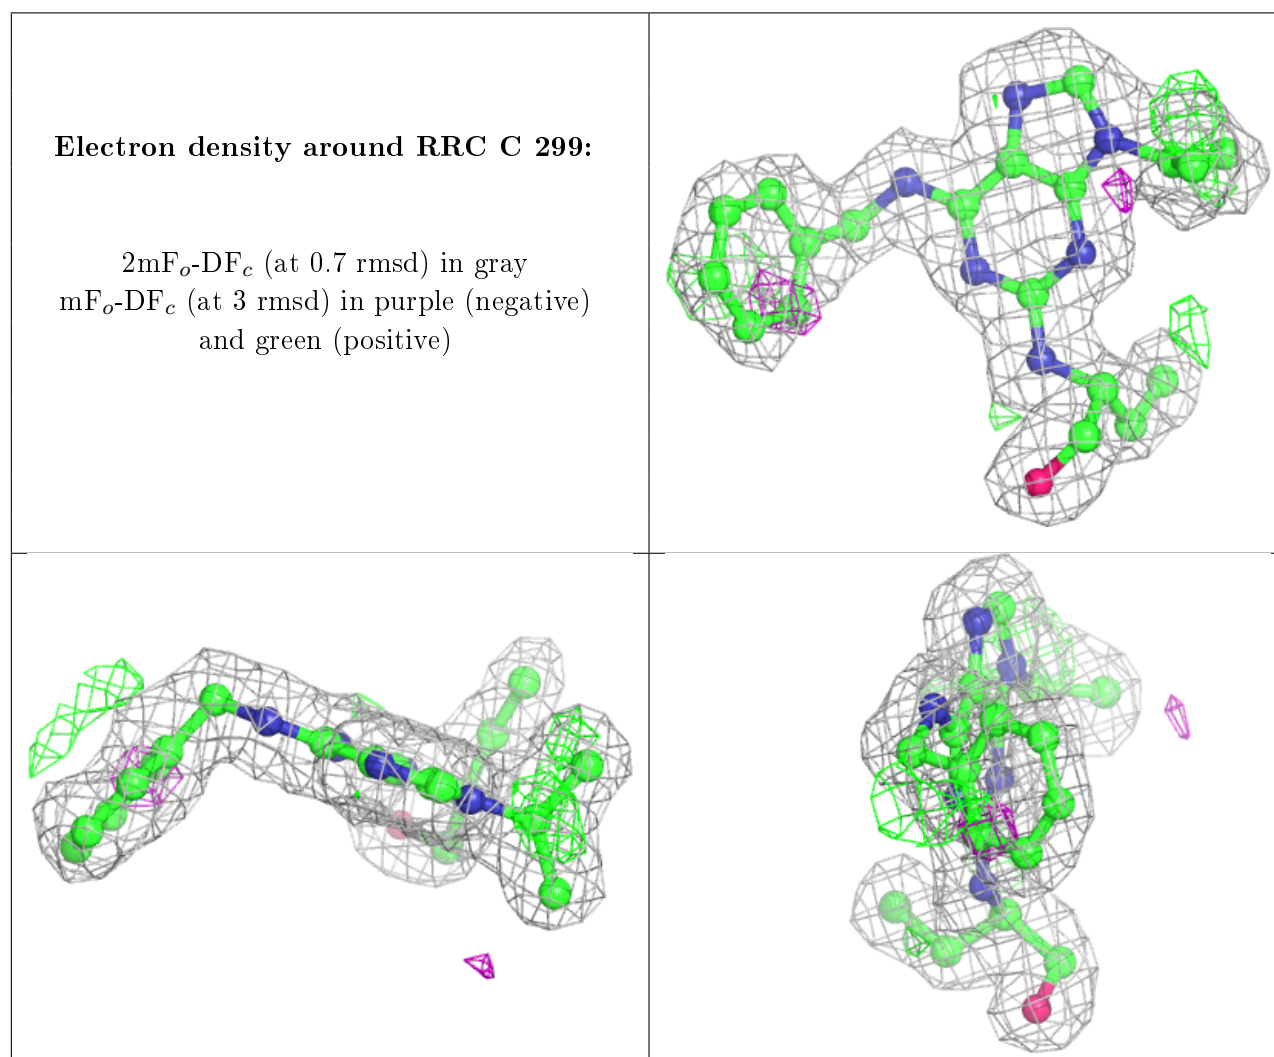 Electron density around RRC C 299:
2mFo-DFc (at 0.7 rmsd) in gray
mFo-DFc (at 3 rmsd) in purple (negative)
and green (positive)